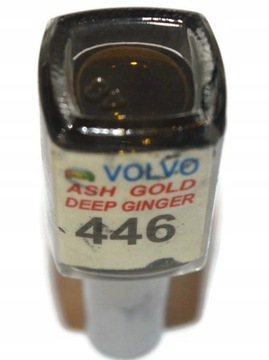 VOLVO
ASH GOLD
DEEP GINGER
446